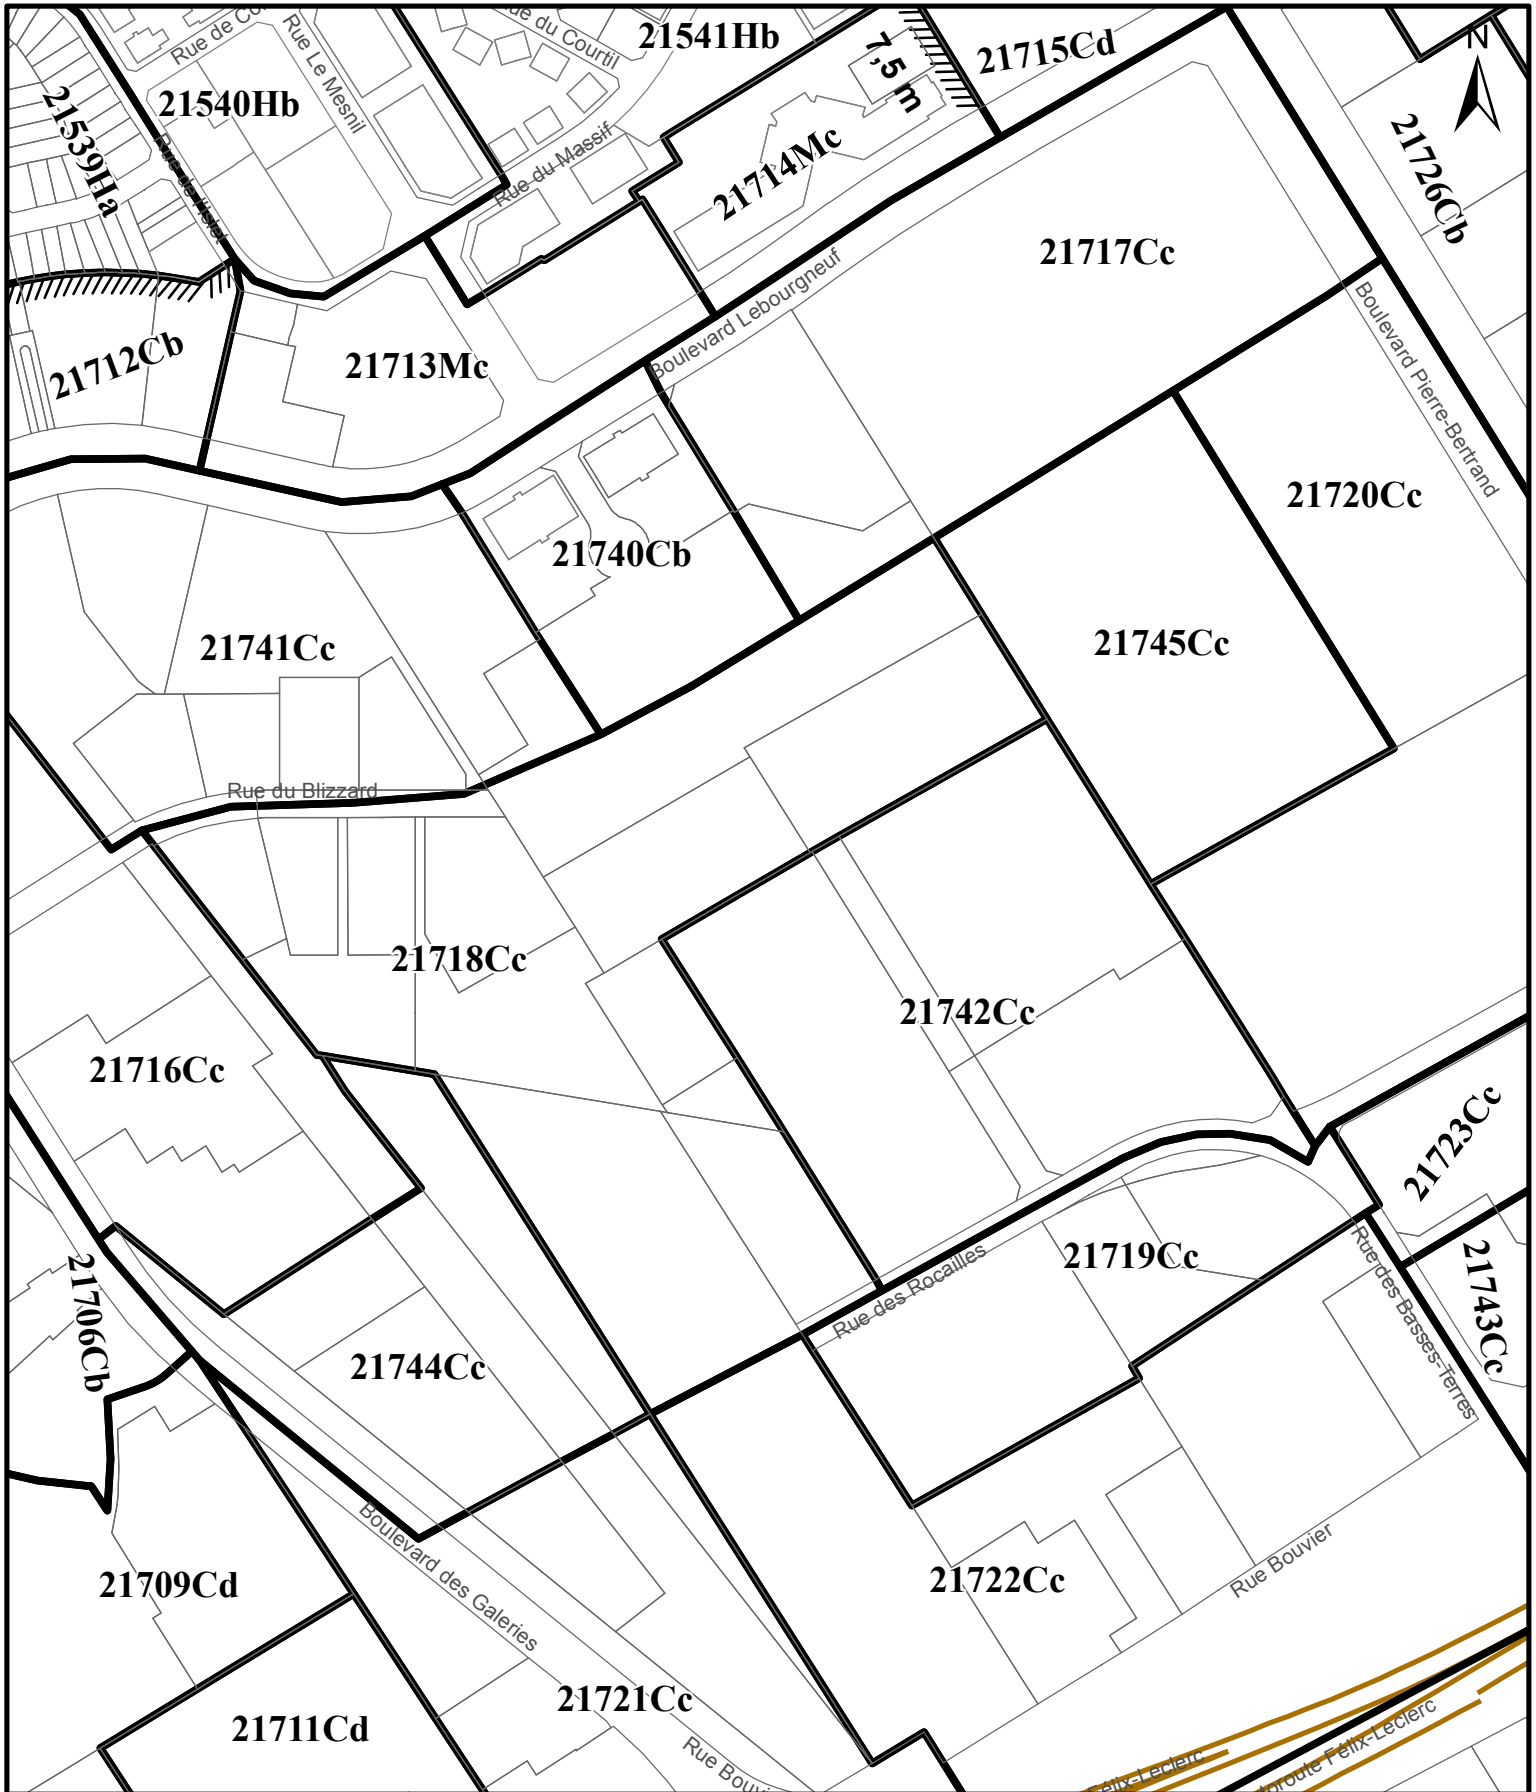 Rue du Courtil
21541Hb
7,5 m
21715Cd
N
Rue Le Mesnil
21540Hb
21539Ha
Rue de l'Islet
Rue du Massif
21714Mc
21726Cb
21717Cc
Boulevard Lebourgneuf
21712Cb
21713Mc
Boulevard Pierre-Bertrand
21720Cc
21740Cb
21741Cc
21745Cc
Rue du Blizzard
21718Cc
21742Cc
21716Cc
21723Cc
21719Cc
Rue des Rocailles
Rue des Basses-Terres
21743Cc
21706Cb
21744Cc
Boulevard des Galeries
21709Cd
21722Cc
Rue Bouvier
21721Cc
21711Cd
Félix-Leclerc